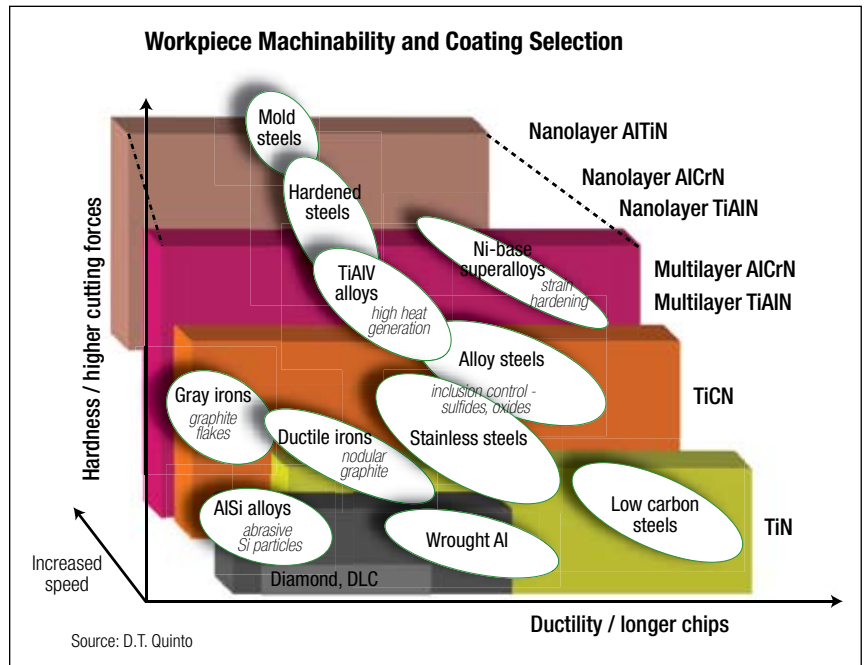 Workpiece Machinability and Coating Selection
Mold
steels
Nanolayer AlTiN
Hardened
steels
Nanolayer AlCrN
Nanolayer TiAlN
TiAlV
alloys
high heat
generation
Ni-base
superalloys
strain
hardening
Multilayer AlCrN
Multilayer TiAlN
Alloy steels
inclusion control -
sulfides, oxides
TiCN
Gray irons
graphite
flakes
Ductile irons
nodular
graphite
Stainless steels
AlSi alloys
abrasive
Si particles
Wrought Al
Low carbon
steels
TiN
Diamond, DLC
Hardness / higher cutting forces
Increased
speed
Ductility / longer chips
Source: D.T. Quinto